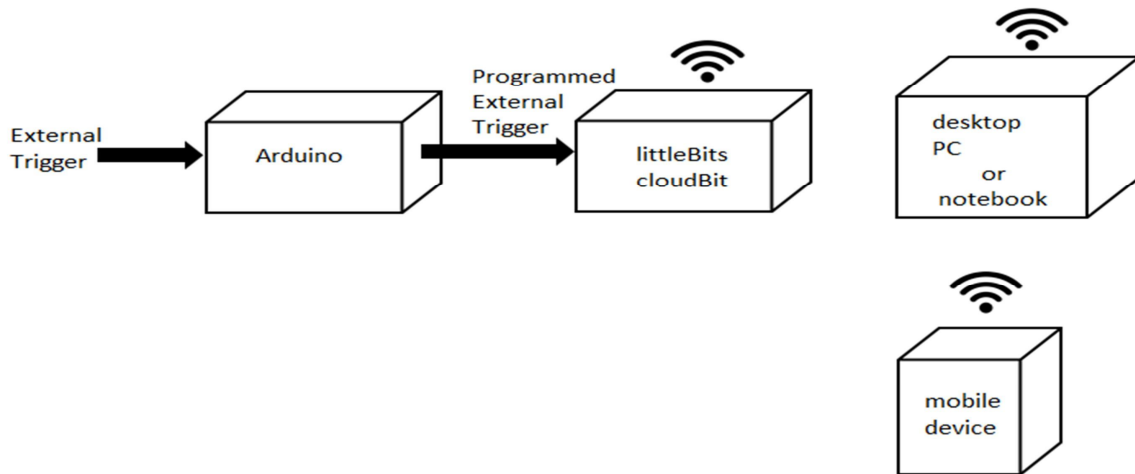 External
Trigger
Arduino
Programmed
External
Trigger
littleBits
cloudBit
desktop
PC
or
notebook
mobile
device